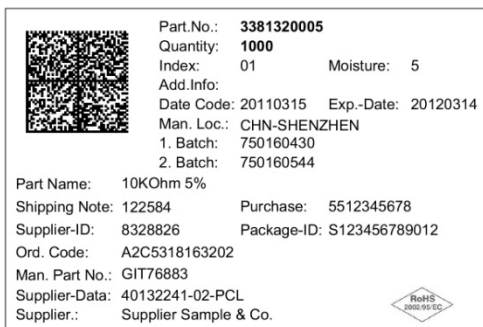 Part.No.: 3381320005
Quantity: 1000
Index: 01 Moisture: 5
Add.Info:
Date Code: 20110315 Exp.-Date: 20120314
Man. Loc.: CHN-SHENZHEN
1. Batch: 750160430
2. Batch: 750160544
Part Name: 10KOhm 5%
Shipping Note: 122584 Purchase: 5512345678
Supplier-ID: 8328826 Package-ID: S123456789012
Ord. Code: A2C5318163202
Man. Part No.: GIT76883
Supplier-Data: 40132241-02-PCL
Supplier.: Supplier Sample & Co.
RoHS
2002/95/EC